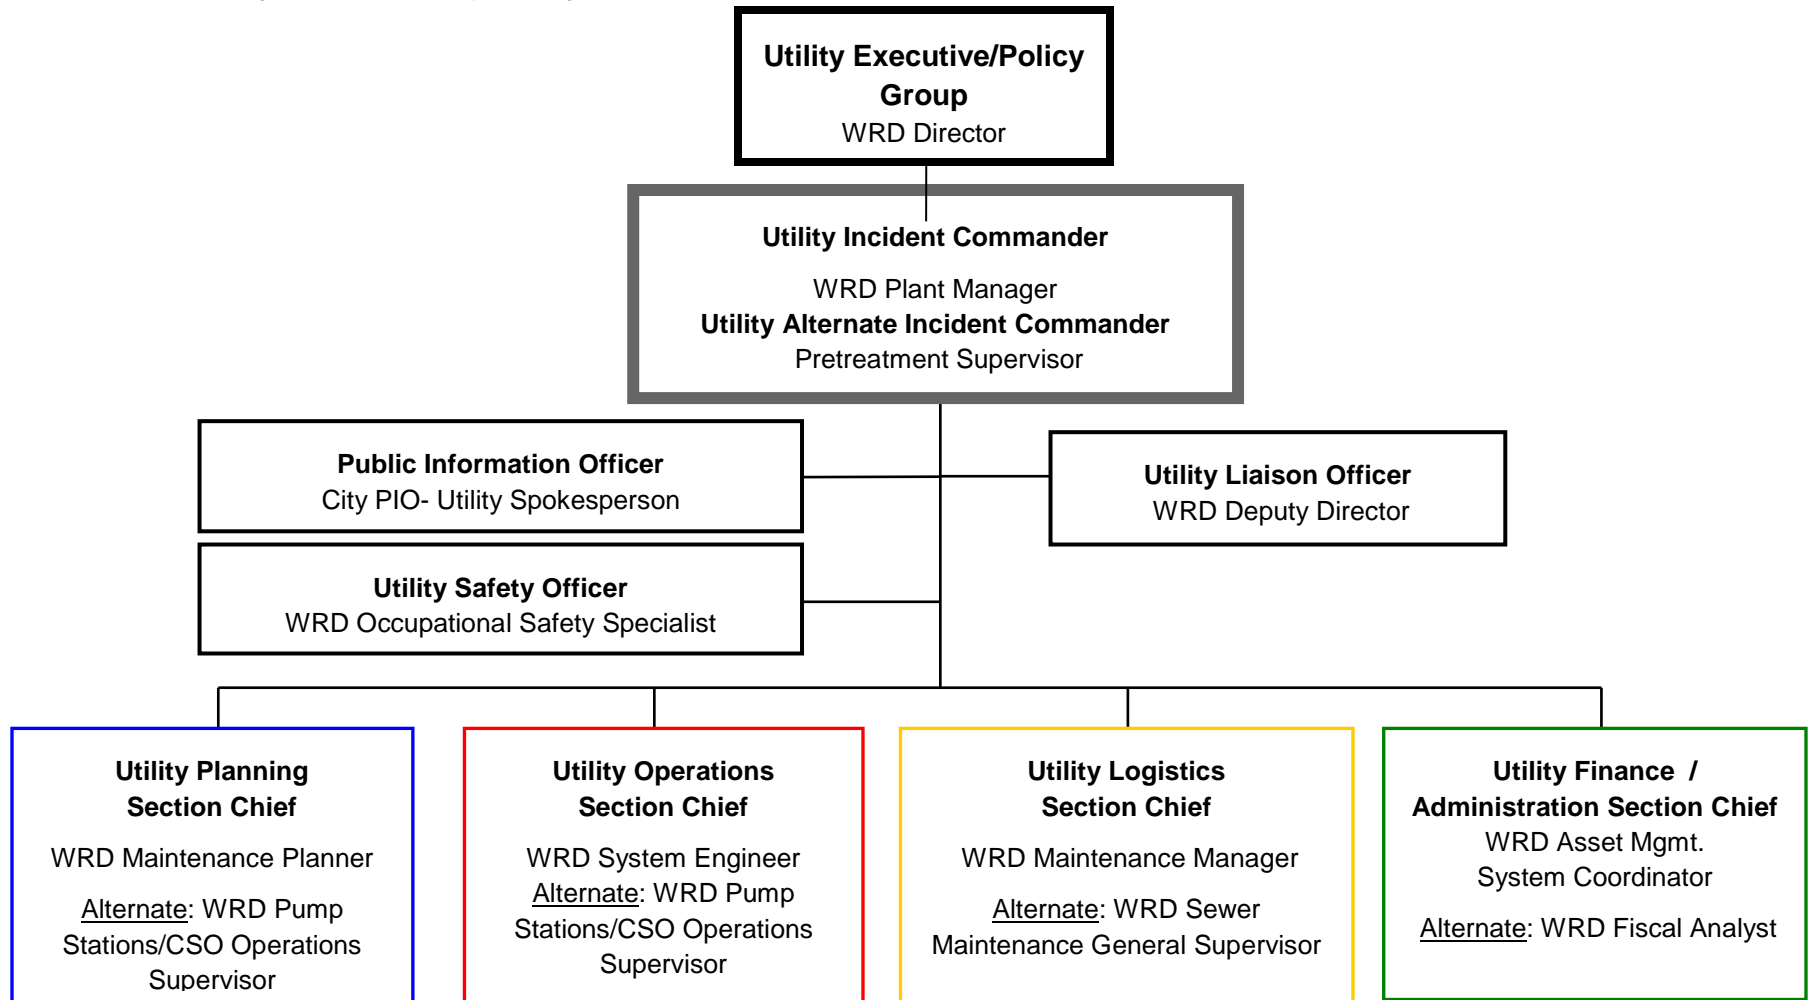 Utility Executive/Policy
Group
WRD Director
Utility Incident Commander
WRD Plant Manager
Utility Alternate Incident Commander
Pretreatment Supervisor
Public Information Officer
City PIO- Utility Spokesperson
Utility Liaison Officer
WRD Deputy Director
Utility Safety Officer
WRD Occupational Safety Specialist
Utility Planning
Section Chief
WRD Maintenance Planner
Alternate: WRD Pump
Stations/CSO Operations
Supervisor
Utility Operations
Section Chief
WRD System Engineer
Alternate: WRD Pump
Stations/CSO Operations
Supervisor
Utility Logistics
Section Chief
WRD Maintenance Manager
Alternate: WRD Sewer
Maintenance General Supervisor
Utility Finance /
Administration Section Chief
WRD Asset Mgmt.
System Coordinator
Alternate: WRD Fiscal Analyst